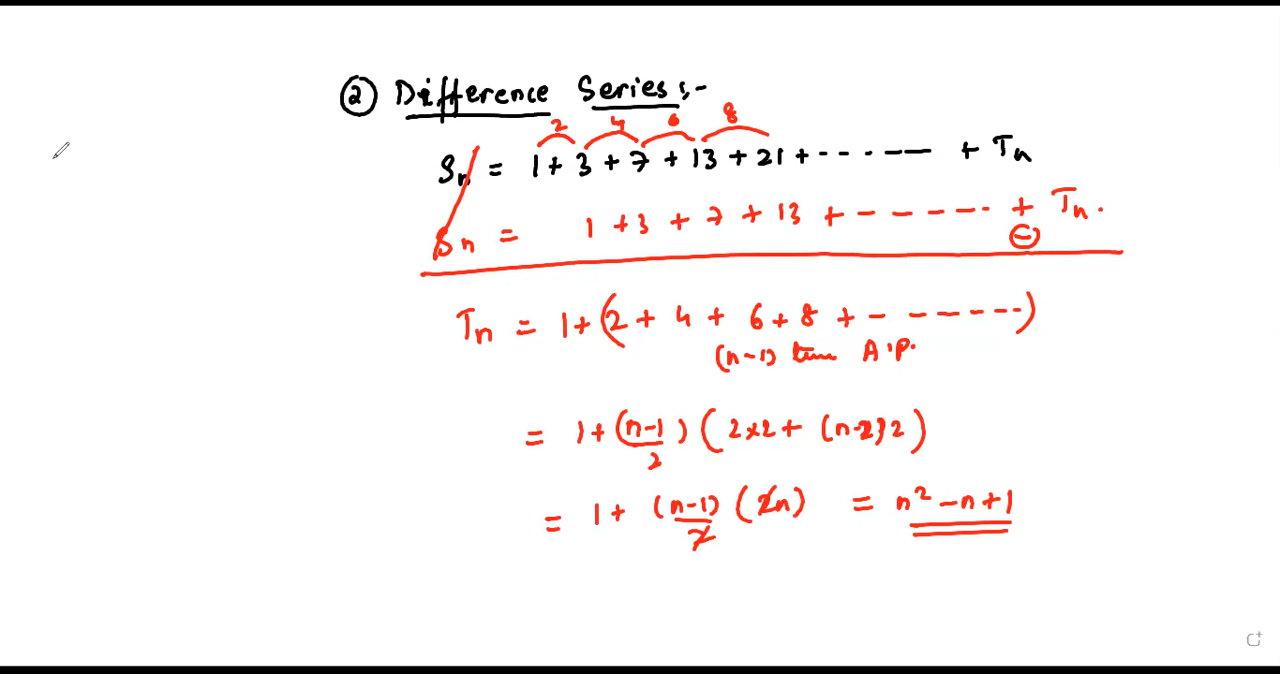 ② Difference Series :-
2 4 6 8
Sn = 1 + 3 + 7 + 13 + 21 + ------- + Tn
Sn = 1 + 3 + 7 + 13 + ------- + Tn.
⊖
Tn = 1 + (2 + 4 + 6 + 8 + -------)
(n-1) term A.P.
= 1 + (n-1)/2 (2×2 + (n-2)2)
= 1 + (n-1)/2 (2n) = n² - n + 1